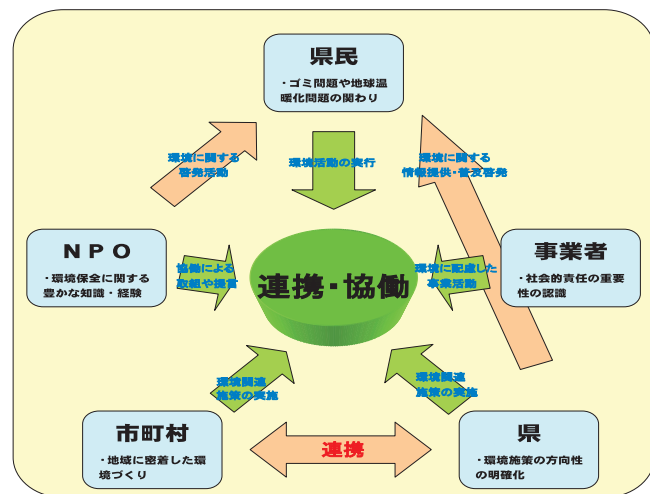 県民
・ゴミ問題や地球温
暖化問題の関わり
環境に関する
啓発活動
環境活動の実行
環境に関する
情報提供・普及啓発
NPO
・環境保全に関する
豊かな知識・経験
協働による
取組や提言
連携・協働
環境に配慮した
事業活動
事業者
・社会的責任の重要
性の認識
環境関連
施策の実施
環境関連
施策の実施
市町村
・地域に密着した環
境づくり
連携
県
・環境施策の方向性
の明確化